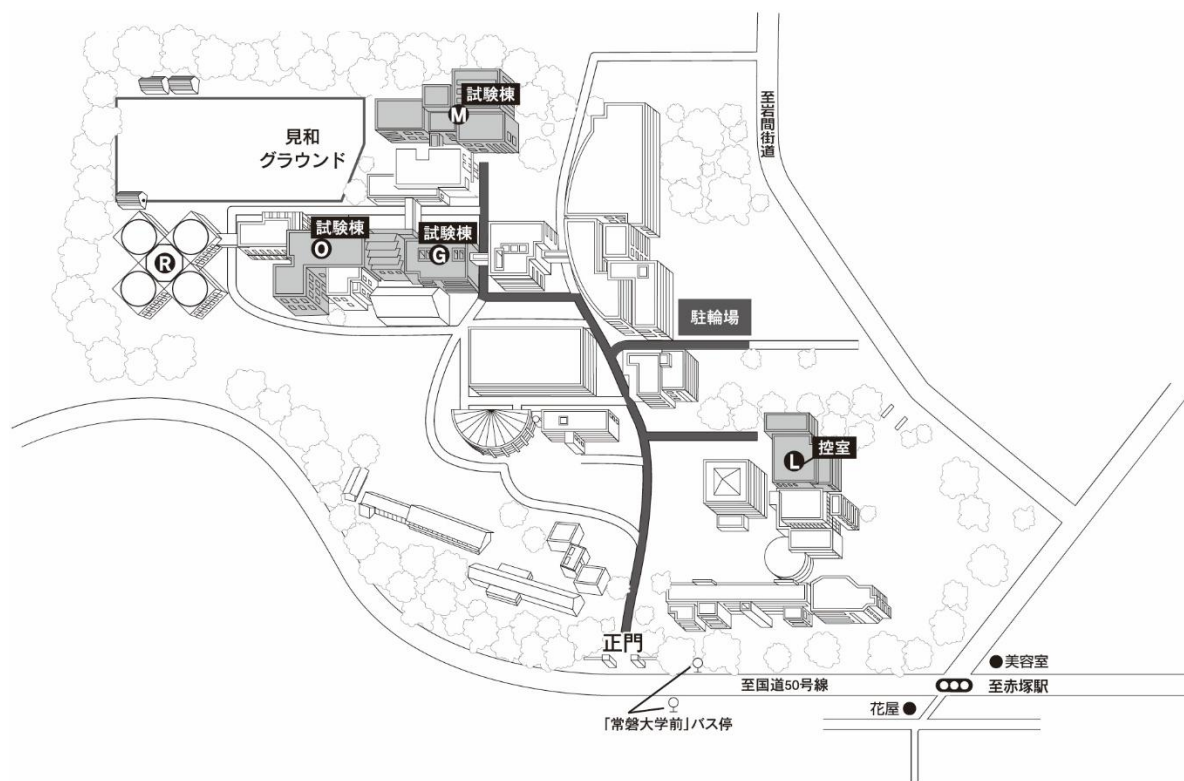 試験棟
M
至岩間街道
見和
グラウンド
試験棟
O
試験棟
G
R
駐輪場
控室
L
正門
美容室
至国道50号線
至赤塚駅
花屋
「常磐大学前」バス停